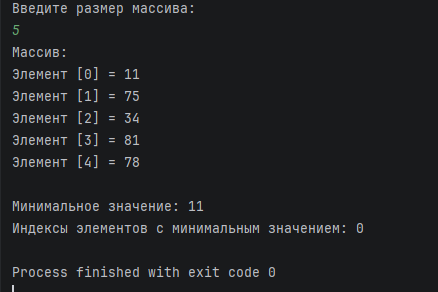 Введите размер массива:
5
Массив:
Элемент [0] = 11
Элемент [1] = 75
Элемент [2] = 34
Элемент [3] = 81
Элемент [4] = 78
Минимальное значение: 11
Индексы элементов с минимальным значением: 0
Process finished with exit code 0